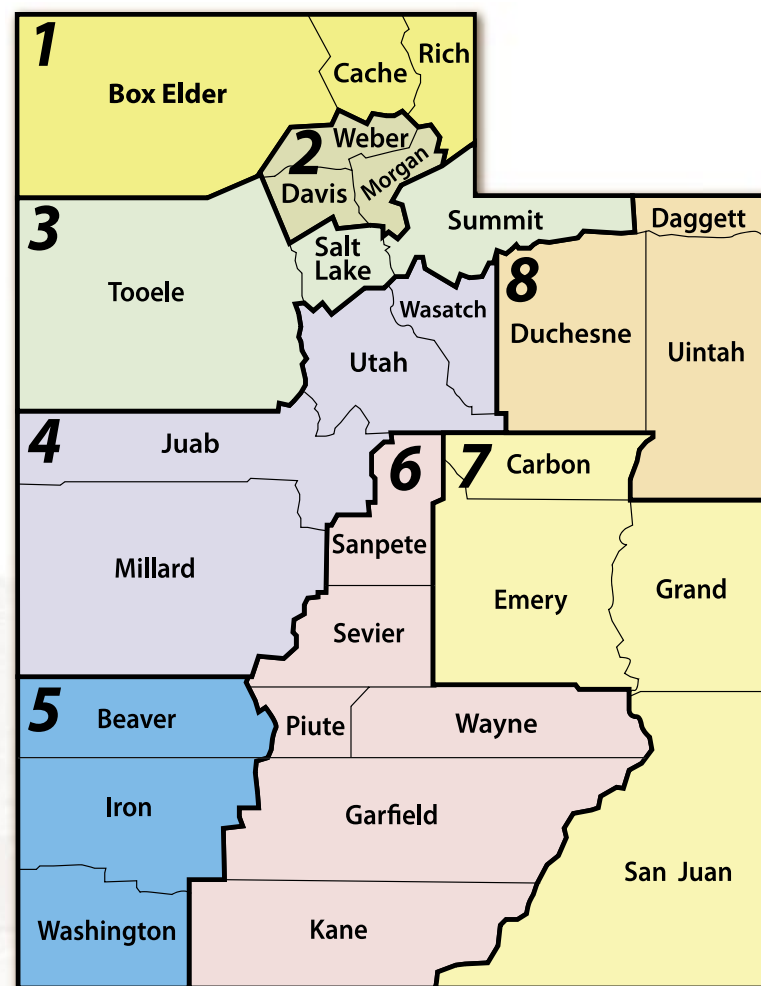 1
Box Elder
Cache
Rich
2
Weber
Davis
Morgan
3
Tooele
Salt
Lake
Summit
Daggett
4
Juab
Millard
Utah
Wasatch
8
Duchesne
Uintah
6
Sanpete
Sevier
Piute
Wayne
Garfield
Kane
7
Carbon
Emery
Grand
San Juan
5
Beaver
Iron
Washington